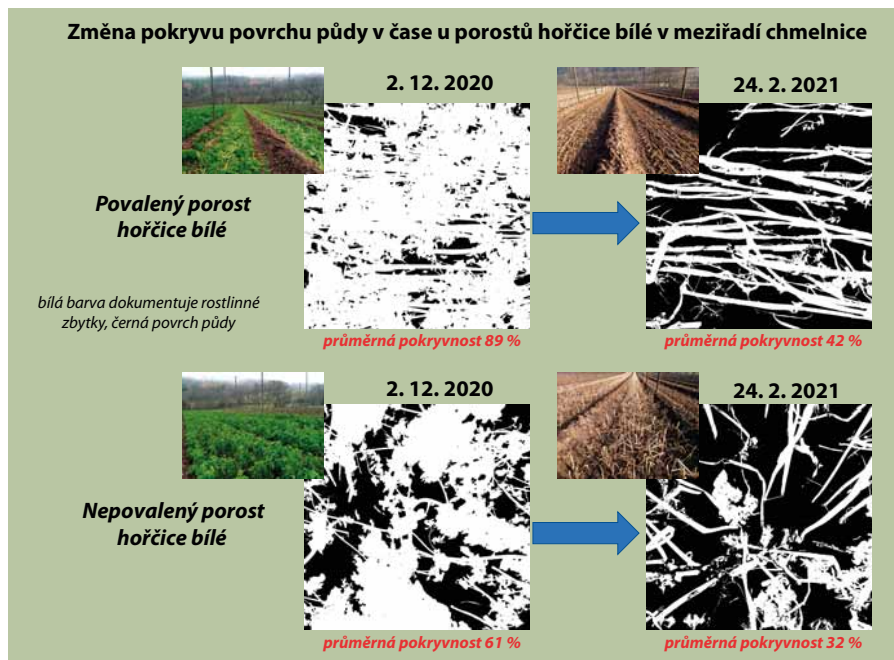 Změna pokryvu povrchu půdy v čase u porostů hořčice bílé v meziřadí chmelnice
2. 12. 2020
24. 2. 2021
Povalený porost
hořčice bílé
bílá barva dokumentuje rostlinné
zbytky, černá povrch půdy
průměrná pokryvnost 89 %
průměrná pokryvnost 42 %
2. 12. 2020
24. 2. 2021
Nepovalený porost
hořčice bílé
průměrná pokryvnost 61 %
průměrná pokryvnost 32 %